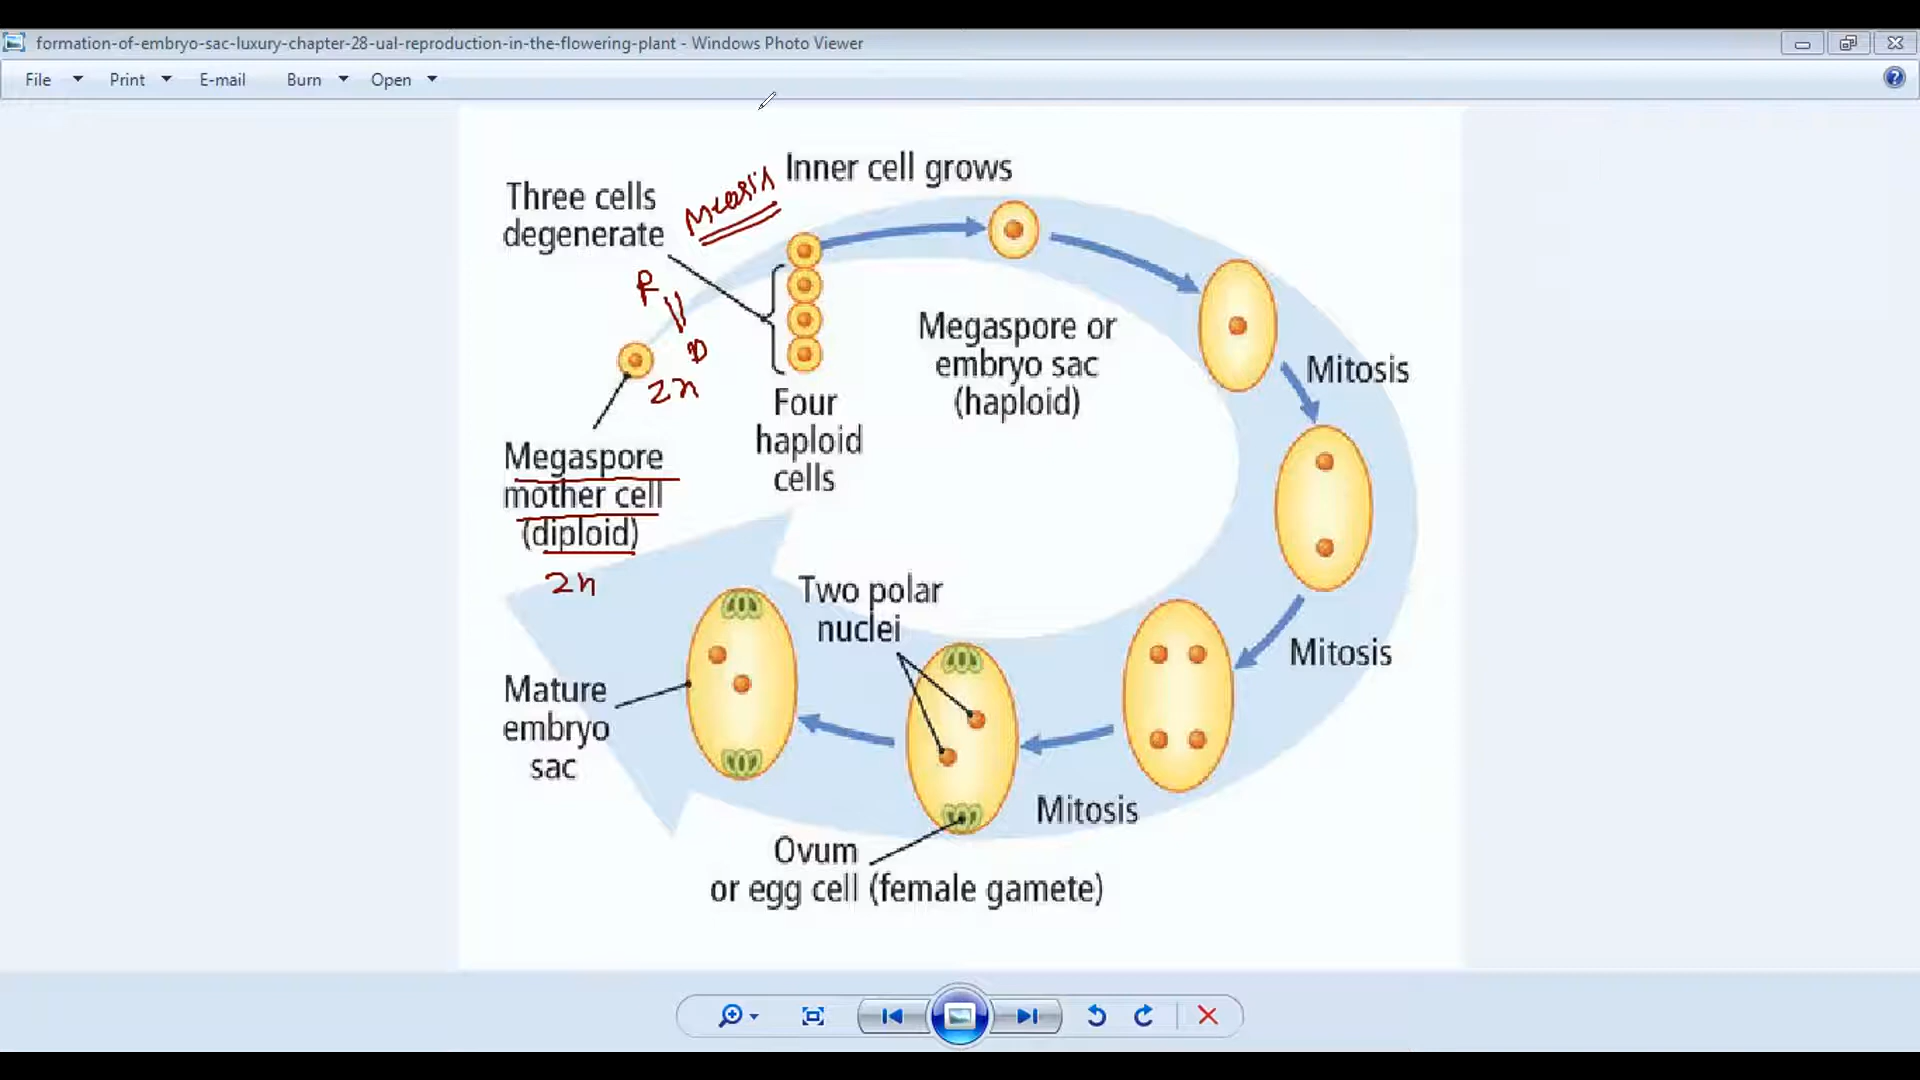 formation-of-embryo-sac-luxury-chapter-28-ual-reproduction-in-the-flowering-plant - Windows Photo Viewer
File Print E-mail Burn Open
Inner cell grows
Three cells
degenerate
Meosis
R
D
2n
Megaspore or
embryo sac
(haploid)
Mitosis
Four
haploid
cells
Megaspore
mother cell
(diploid)
2n
Two polar
nuclei
Mitosis
Mature
embryo
sac
Mitosis
Ovum
or egg cell (female gamete)